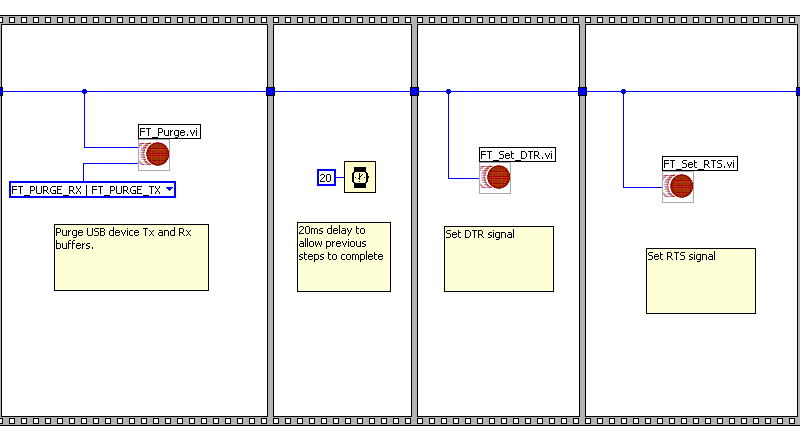 FT_Purge.vi
FT_PURGE_RX | FT_PURGE_TX
Purge USB device Tx and Rx
buffers.
20
20ms delay to
allow previous
steps to complete
FT_Set_DTR.vi
Set DTR signal
FT_Set_RTS.vi
Set RTS signal